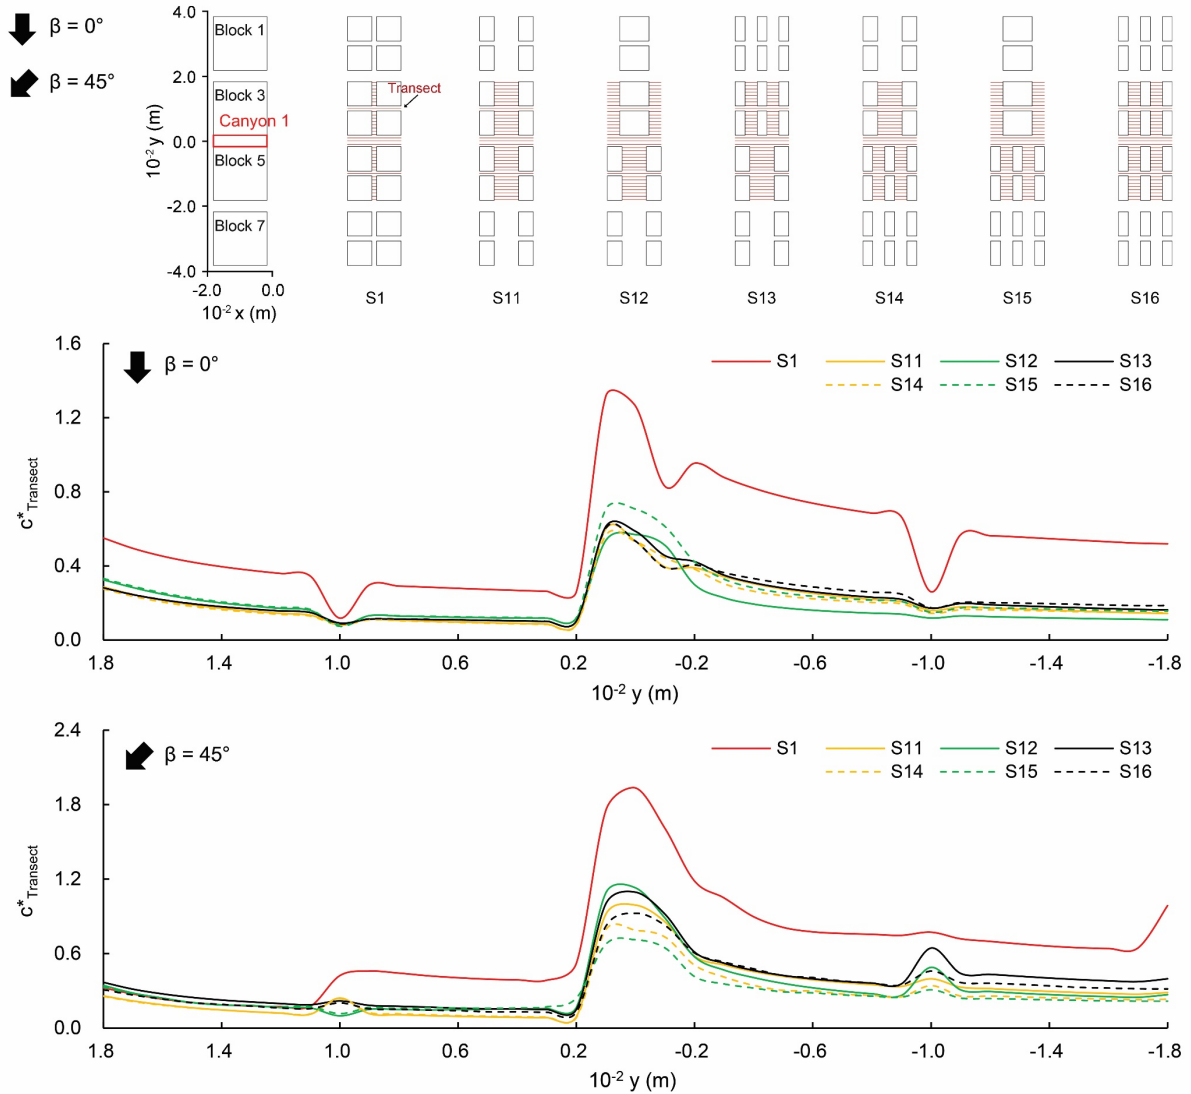 β = 0°
β = 45°
4.0
2.0
0.0
-2.0
-4.0
10⁻² y (m)
-2.0 0.0
10⁻² x (m)
Block 1
Block 3
Canyon 1
Block 5
Block 7
Transect
S1 S11 S12 S13 S14 S15 S16
β = 0°
S1 S11 S12 S13
S14 S15 S16
1.6
1.2
0.8
0.4
0.0
c*Transect
1.8 1.4 1.0 0.6 0.2 -0.2 -0.6 -1.0 -1.4 -1.8
10⁻² y (m)
β = 45°
S1 S11 S12 S13
S14 S15 S16
2.4
1.8
1.2
0.6
0.0
c*Transect
1.8 1.4 1.0 0.6 0.2 -0.2 -0.6 -1.0 -1.4 -1.8
10⁻² y (m)